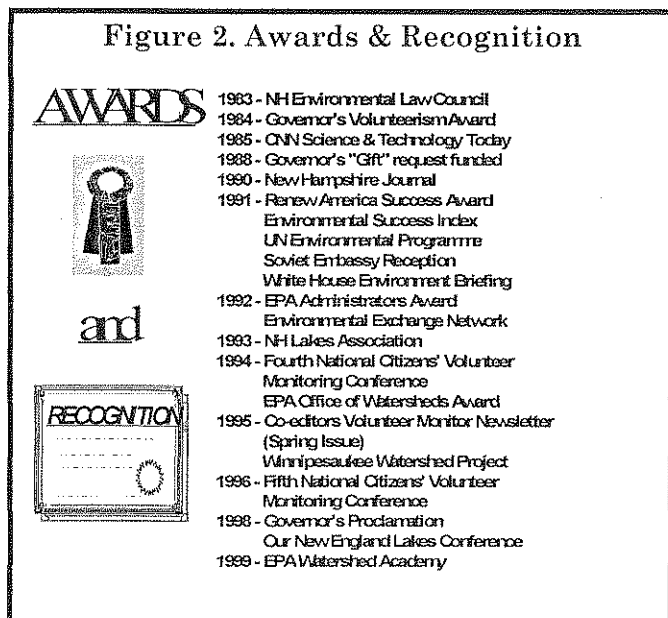 Figure 2. Awards & Recognition
AWARDS
and
RECOGNITION
1983 - NH Environmental Law Council
1984 - Governor's Volunteerism Award
1985 - CNN Science & Technology Today
1988 - Governor's "Gift" request funded
1990 - New Hampshire Journal
1991 - Renew America Success Award
Environmental Success Index
UN Environmental Programme
Soviet Embassy Reception
White House Environment Briefing
1992 - EPA Administrators Award
Environmental Exchange Network
1993 - NH Lakes Association
1994 - Fourth National Citizens' Volunteer
Monitoring Conference
EPA Office of Watersheds Award
1995 - Co-editors Volunteer Monitor Newsletter
(Spring Issue)
Winnipesaukee Watershed Project
1996 - Fifth National Citizens' Volunteer
Monitoring Conference
1998 - Governor's Proclamation
Our New England Lakes Conference
1999 - EPA Watershed Academy